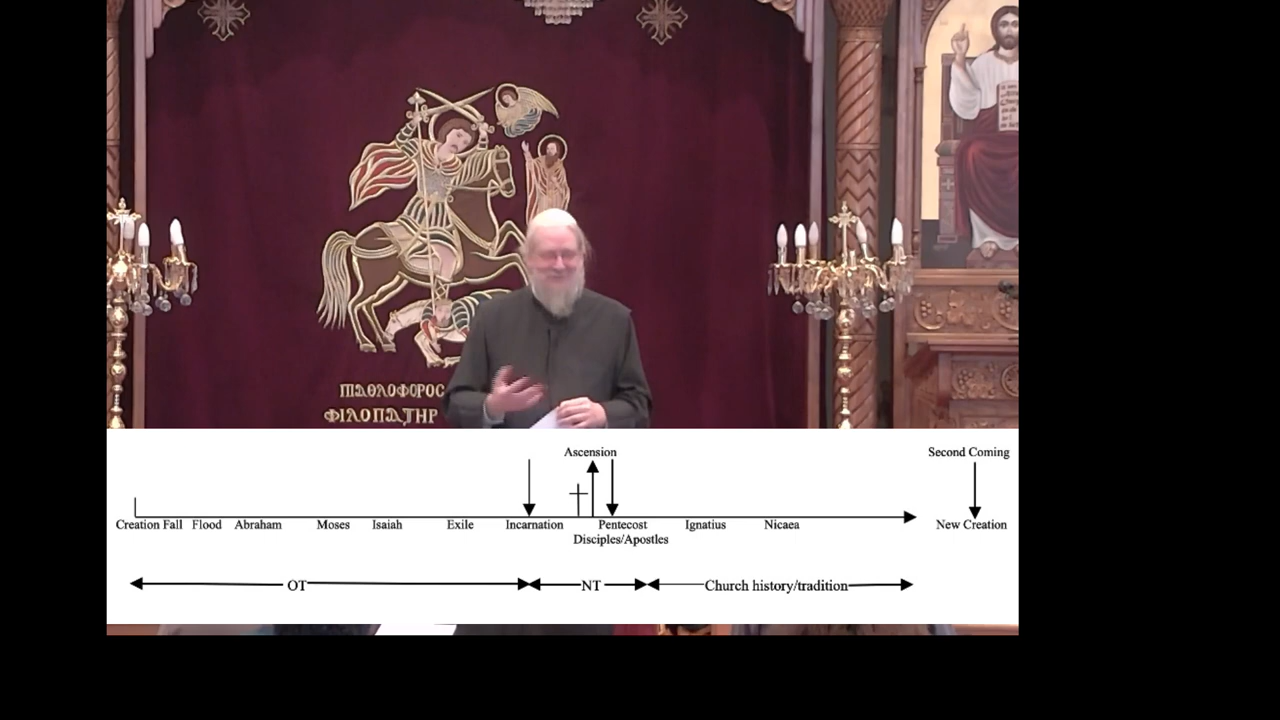 ΠΙΑΘΛΟΦΟΡΟC
ΦΙΛΟΠΑΤΗΡ
Ascension
Second Coming
Creation Fall Flood Abraham Moses Isaiah Exile Incarnation Pentecost Ignatius Nicaea New Creation
Disciples/Apostles
OT NT Church history/tradition